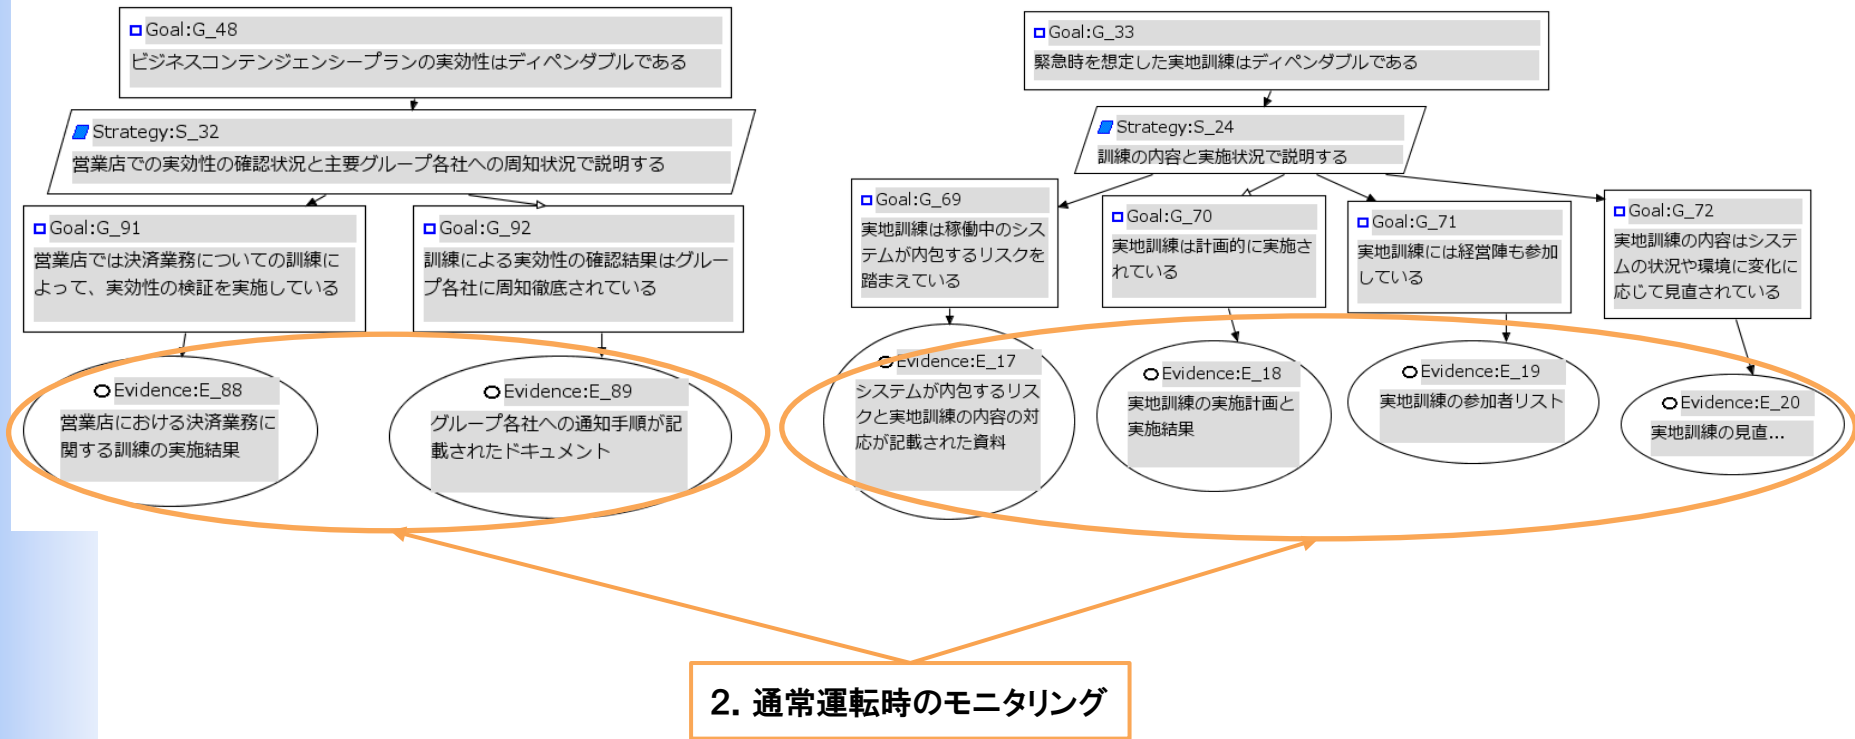 Goal:G_48
ビジネスコンテンジェンシープランの実効性はディペンダブルである
Strategy:S_32
営業店での実効性の確認状況と主要グループ各社への周知状況で説明する
Goal:G_91
営業店では決済業務についての訓練に
よって、実効性の検証を実施している
Goal:G_92
訓練による実効性の確認結果はグルー
プ各社に周知徹底されている
Evidence:E_88
営業店における決済業務に
関する訓練の実施結果
Evidence:E_89
グループ各社への通知手順が記
載されたドキュメント
Goal:G_33
緊急時を想定した実地訓練はディペンダブルである
Strategy:S_24
訓練の内容と実施状況で説明する
Goal:G_69
実地訓練は稼働中のシス
テムが内包するリスクを
踏まえている
Goal:G_70
実地訓練は計画的に実施さ
れている
Goal:G_71
実地訓練には経営陣も参加
している
Goal:G_72
実地訓練の内容はシステ
ムの状況や環境に変化に
応じて見直されている
Evidence:E_17
システムが内包するリス
クと実地訓練の内容の対
応が記載された資料
Evidence:E_18
実地訓練の実施計画と
実施結果
Evidence:E_19
実地訓練の参加者リスト
Evidence:E_20
実地訓練の見直...
2. 通常運転時のモニタリング